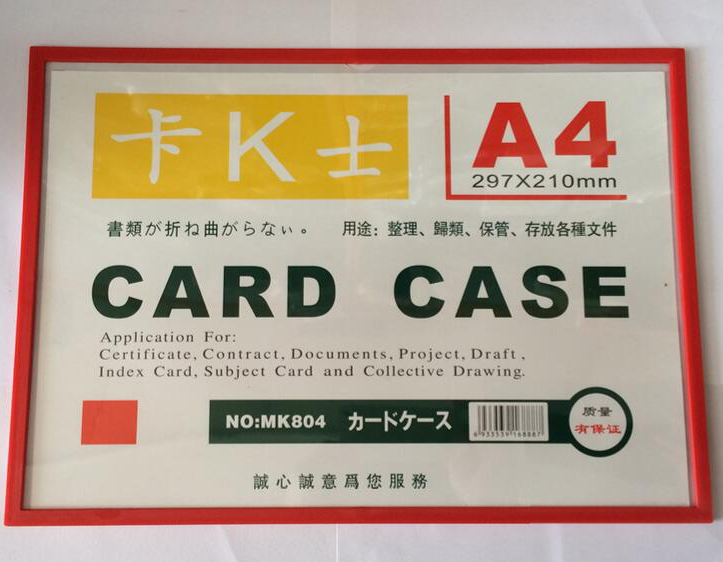 卡K士
A4
297X210mm
書類が折ね曲がらないぃ。 用途：整理、歸類、保管、存放各種文件
CARD CASE
Application For:
Certificate, Contract, Documents, Project, Draft,
Index Card, Subject Card and Collective Drawing.
NO:MK804 カードケース
6933539168887
质量
有保证
誠心誠意爲您服務